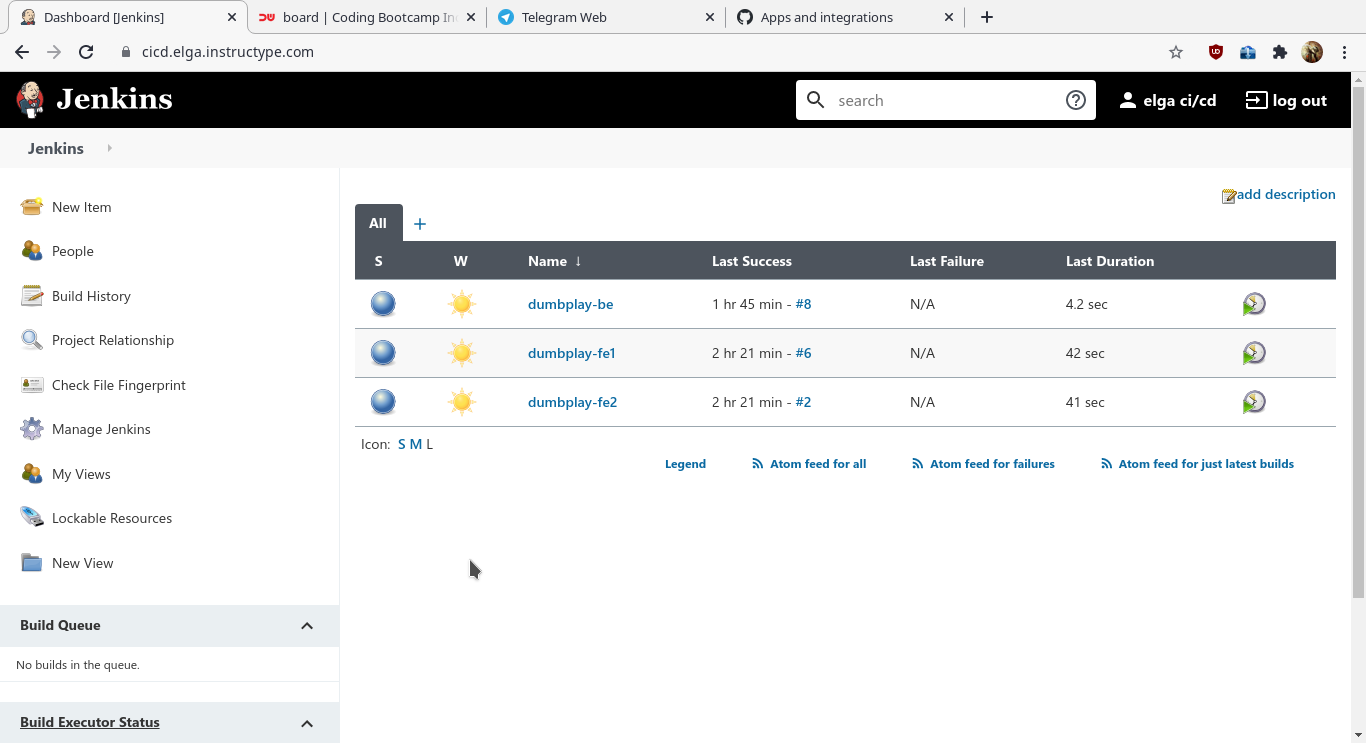 Dashboard [Jenkins]
board | Coding Bootcamp In
Telegram Web
Apps and integrations
cicd.elga.instructype.com
Jenkins
search
elga ci/cd
log out
Jenkins
New Item
People
Build History
Project Relationship
Check File Fingerprint
Manage Jenkins
My Views
Lockable Resources
New View
Build Queue
No builds in the queue.
Build Executor Status
add description
All +
S W Name ↓ Last Success Last Failure Last Duration
dumbplay-be 1 hr 45 min - #8 N/A 4.2 sec
dumbplay-fe1 2 hr 21 min - #6 N/A 42 sec
dumbplay-fe2 2 hr 21 min - #2 N/A 41 sec
Icon: S M L
Legend Atom feed for all Atom feed for failures Atom feed for just latest builds